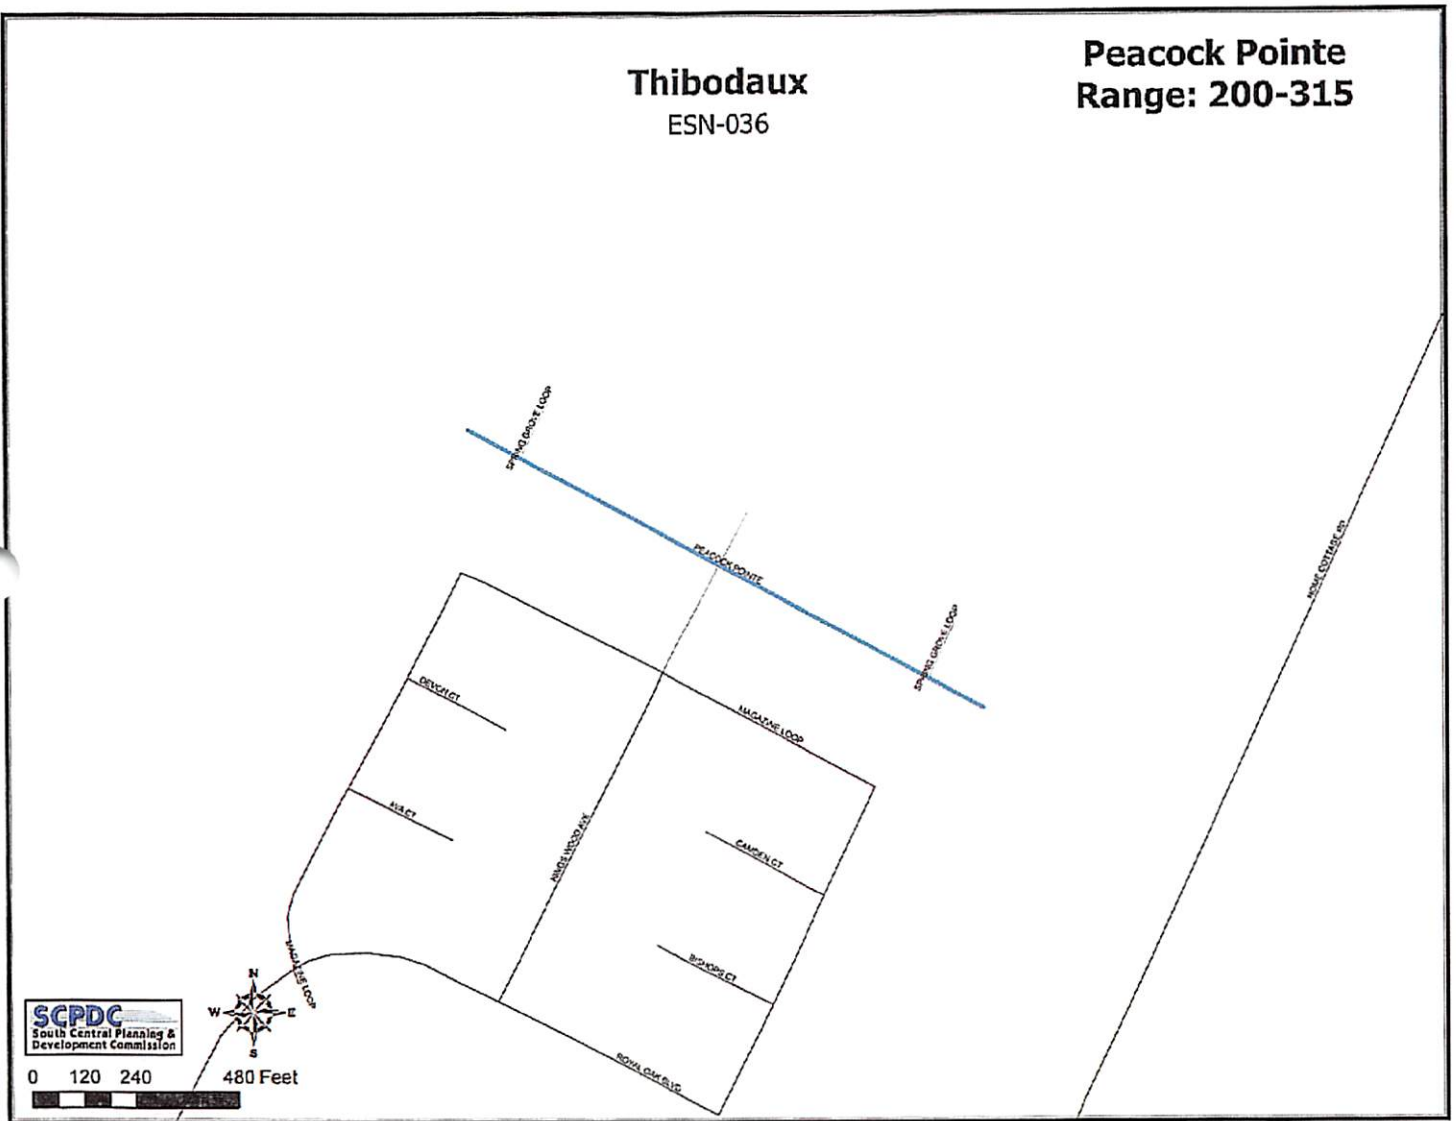 Thibodaux
ESN-036
Peacock Pointe
Range: 200-315
SPRING GROVE LOOP
PEACOCK POINTE
HOME COTTAGE RD
SPRING GROVE LOOP
DEVON CT
MAGAZINE LOOP
AVA CT
KINGSWOOD AVE
CAMDEN CT
MAGAZINE LOOP
BISHOPS CT
ROYAL OAK BLVD
N
W
E
S
SCPDC
South Central Planning &
Development Commission
0 120 240 480 Feet